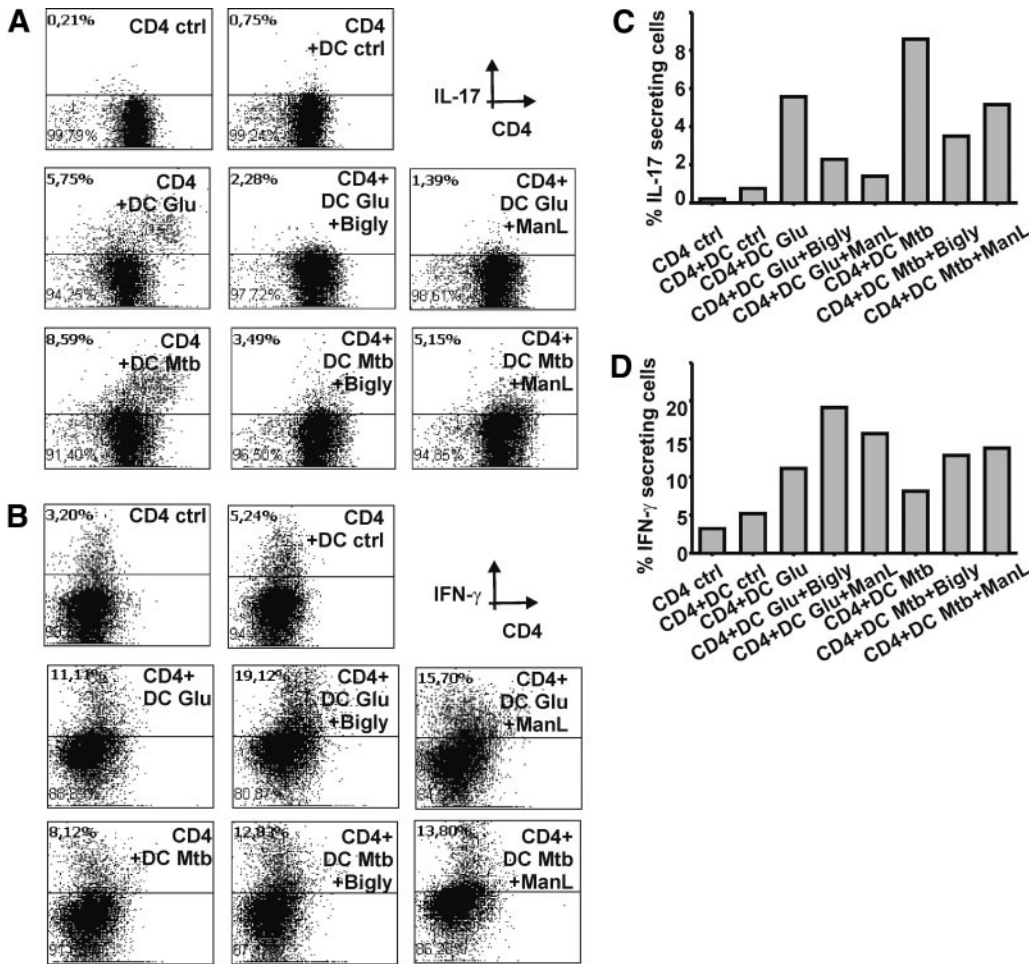 A
0,21%
CD4 ctrl
99,79%
0,75%
CD4
+DC ctrl
99,24%
IL-17
CD4
5,75%
CD4
+DC Glu
94,25%
2,28%
CD4+
DC Glu
+Bigly
97,72%
1,39%
CD4+
DC Glu
+ManL
98,61%
8,59%
CD4
+DC Mtb
91,40%
3,49%
CD4+
DC Mtb
+Bigly
96,50%
5,15%
CD4+
DC Mtb
+ManL
94,85%
B
3,20%
CD4 ctrl
5,24%
CD4
+DC ctrl
IFN-γ
CD4
11,11%
CD4+
DC Glu
88,89%
19,12%
CD4+
DC Glu
+Bigly
80,87%
15,70%
CD4+
DC Glu
+ManL
8,12%
CD4
+DC Mtb
12,83%
CD4+
DC Mtb
+Bigly
13,80%
CD4+
DC Mtb
+ManL
86,20%
C
% IL-17 secreting cells
8
6
4
2
0
CD4 ctrl
CD4+DC ctrl
CD4+DC Glu
CD4+DC Glu+Bigly
CD4+DC Glu+ManL
CD4+DC Mtb
CD4+DC Mtb+Bigly
CD4+DC Mtb+ManL
D
% IFN-γ secreting cells
20
15
10
5
0
CD4 ctrl
CD4+DC ctrl
CD4+DC Glu
CD4+DC Glu+Bigly
CD4+DC Glu+ManL
CD4+DC Mtb
CD4+DC Mtb+Bigly
CD4+DC Mtb+ManL